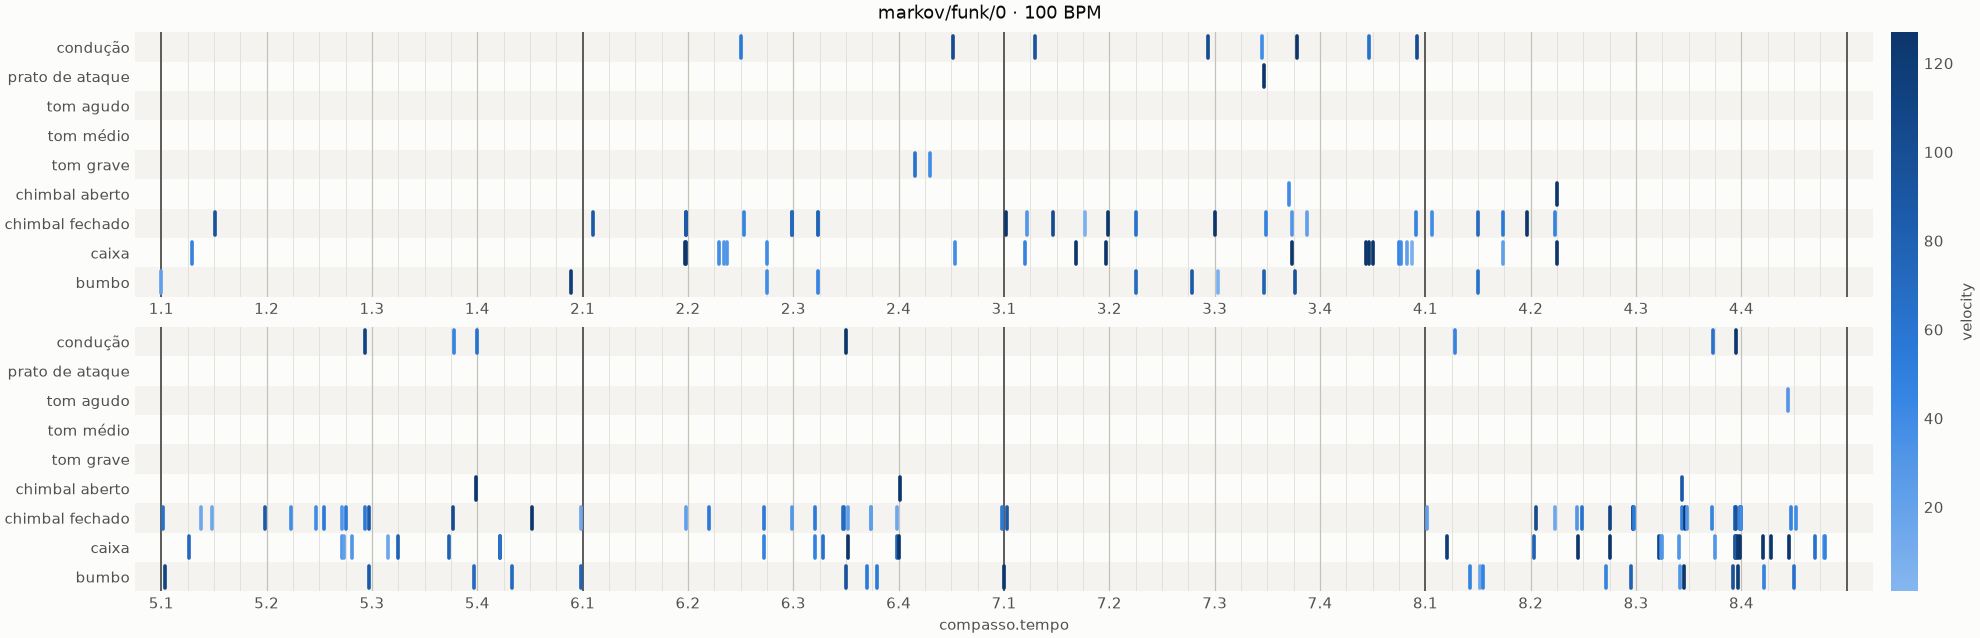 markov/funk/0 · 100 BPM
condução
prato de ataque
tom agudo
tom médio
tom grave
chimbal aberto
chimbal fechado
caixa
bumbo
1.1 1.2 1.3 1.4 2.1 2.2 2.3 2.4 3.1 3.2 3.3 3.4 4.1 4.2 4.3 4.4
condução
prato de ataque
tom agudo
tom médio
tom grave
chimbal aberto
chimbal fechado
caixa
bumbo
5.1 5.2 5.3 5.4 6.1 6.2 6.3 6.4 7.1 7.2 7.3 7.4 8.1 8.2 8.3 8.4
compasso.tempo
120
100
80
60
40
20
velocity